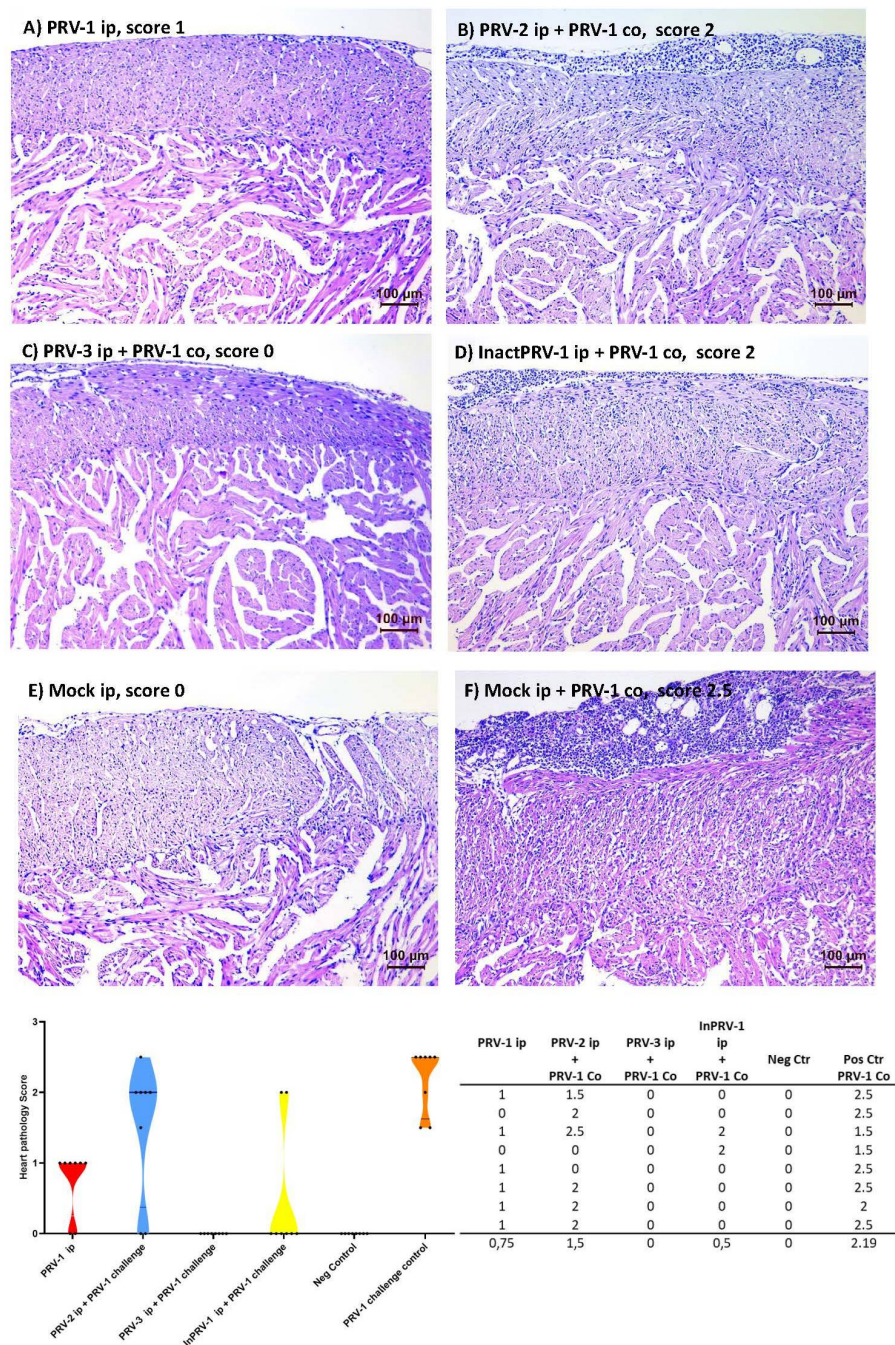 A) PRV-1 ip, score 1
B) PRV-2 ip + PRV-1 co, score 2
100 µm
100 µm
C) PRV-3 ip + PRV-1 co, score 0
D) InactPRV-1 ip + PRV-1 co, score 2
100 µm
100 µm
E) Mock ip, score 0
F) Mock ip + PRV-1 co, score 2.5
100 µm
100 µm
Heart pathology Score
3
2
1
0
PRV-1 ip
PRV-2 ip + PRV-1 challenge
PRV-3 ip + PRV-1 challenge
InPRV-1 ip + PRV-1 challenge
Neg Control
PRV-1 challenge control
PRV-1 ip
PRV-2 ip
+
PRV-1 Co
PRV-3 ip
+
PRV-1 Co
InPRV-1
ip
+
PRV-1 Co
Neg Ctr
Pos Ctr
PRV-1 Co
1 1.5 0 0 0 2.5
0 2 0 0 0 2.5
1 2.5 0 2 0 1.5
0 0 0 2 0 1.5
1 0 0 0 0 2.5
1 2 0 0 0 2.5
1 2 0 0 0 2
1 2 0 0 0 2.5
0,75 1,5 0 0,5 0 2.19